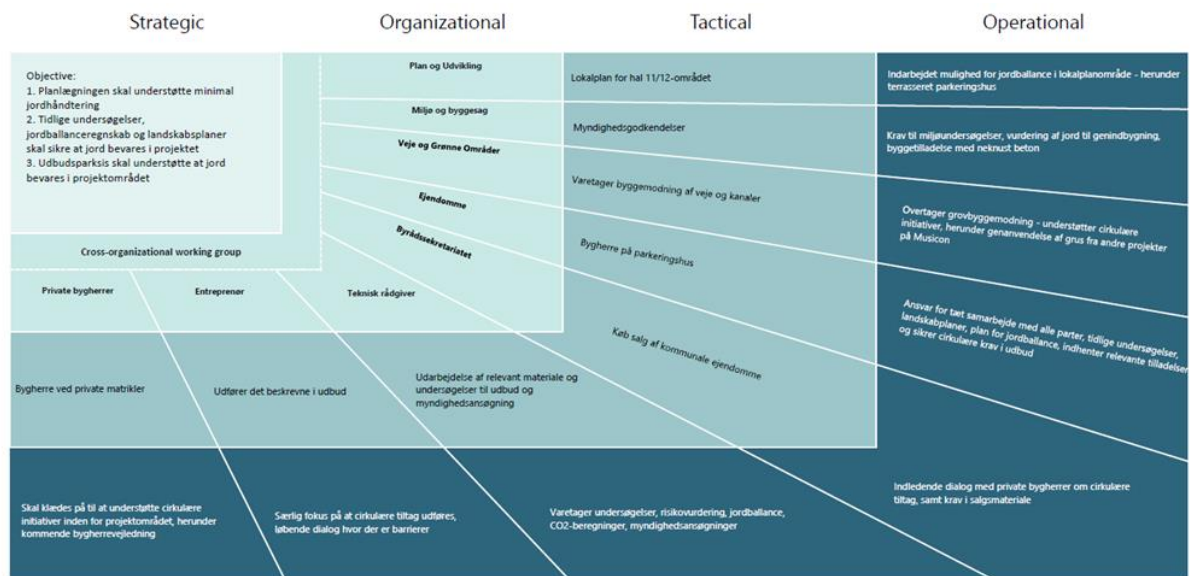 Strategic
Organizational
Tactical
Operational
Objective:
1. Planlægningen skal understøtte minimal
jordhåndtering
2. Tidlige undersøgelser,
jordballanceregnskab og landskabsplaner
skal sikre at jord bevares i projektet
3. Udbudsparksis skal understøtte at jord
bevares i projektområdet
Cross-organizational working group
Plan og Udvikling
Lokalplan for hal 11/12-området
Indarbejdet mulighed for jordballance i lokalplanområde - herunder
terrasseret parkeringshus
Miljø og byggesag
Myndighedsgodkendelser
Krav til miljøundersøgelser, vurdering af jord til genindbygning,
byggetilladelse med neknust beton
Veje og Grønne Områder
Varetager byggemodning af veje og kanaler
Overtager grovbyggemodning - understøtter cirkulære
initiativer, herunder genanvendelse af grus fra andre projekter
på Musicon
Ejendomme
Bygherre på parkeringshus
Ansvar for tæt samarbejde med alle parter, tidlige undersøgelser,
landskabplaner, plan for jordballance, indhenter relevante tilladelser
og sikrer cirkulære krav i udbud
Byrådssekretariatet
Køb salg af kommunale ejendomme
Indledende dialog med private bygherrer om cirkulære
tiltag, samt krav i salgsmateriale
Private bygherrer
Entreprenør
Teknisk rådgiver
Bygherre ved private matrikler
Udfører det beskrevne i udbud
Udarbejdelse af relevant materiale og
undersøgelser til udbud og
myndighedsansøgning
Skal klædes på til at understøtte cirkulære
initiativer inden for projektområdet, herunder
kommende bygherrevejledning
Særlig fokus på at cirkulære tiltag udføres,
løbende dialog hvor der er barrierer
Varetager undersøgelser, risikovurdering, jordballance,
CO2-beregninger, myndighedsansøgninger